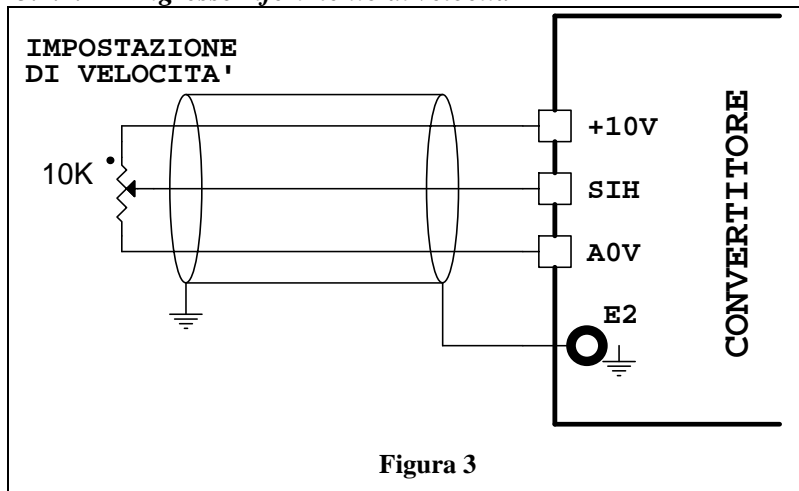 IMPOSTAZIONE
DI VELOCITA'
10K
+10V
SIH
A0V
E2
CONVERTITORE
Figura 3